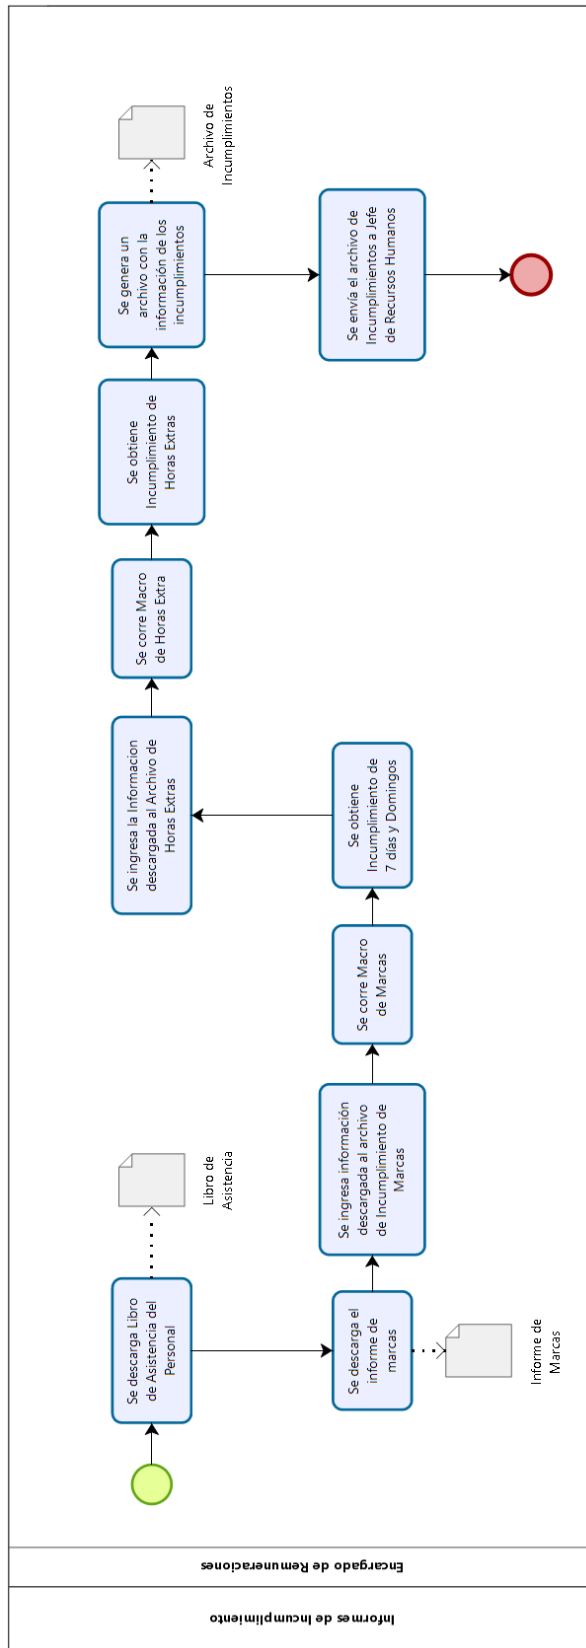 Informes de Incumplimiento
Encargado de Remuneraciones
Se descarga Libro
de Asistencia del
Personal
Libro de
Asistencia
Se descarga el
informe de
marcas
Informe de
Marcas
Se ingresa información
descargada al archivo
de Incumplimiento de
Marcas
Se corre Macro
de Marcas
Se obtiene
Incumplimiento de
7 días y Domingos
Se ingresa la Informacion
descargada al Archivo de
Horas Extras
Se corre Macro
de Horas Extra
Se obtiene
Incumplimiento de
Horas Extras
Se genera un
archivo con la
información de los
incumplimientos
Archivo de
Incumplimientos
Se envía el archivo de
Incumplimientos a Jefe
de Recursos Humanos